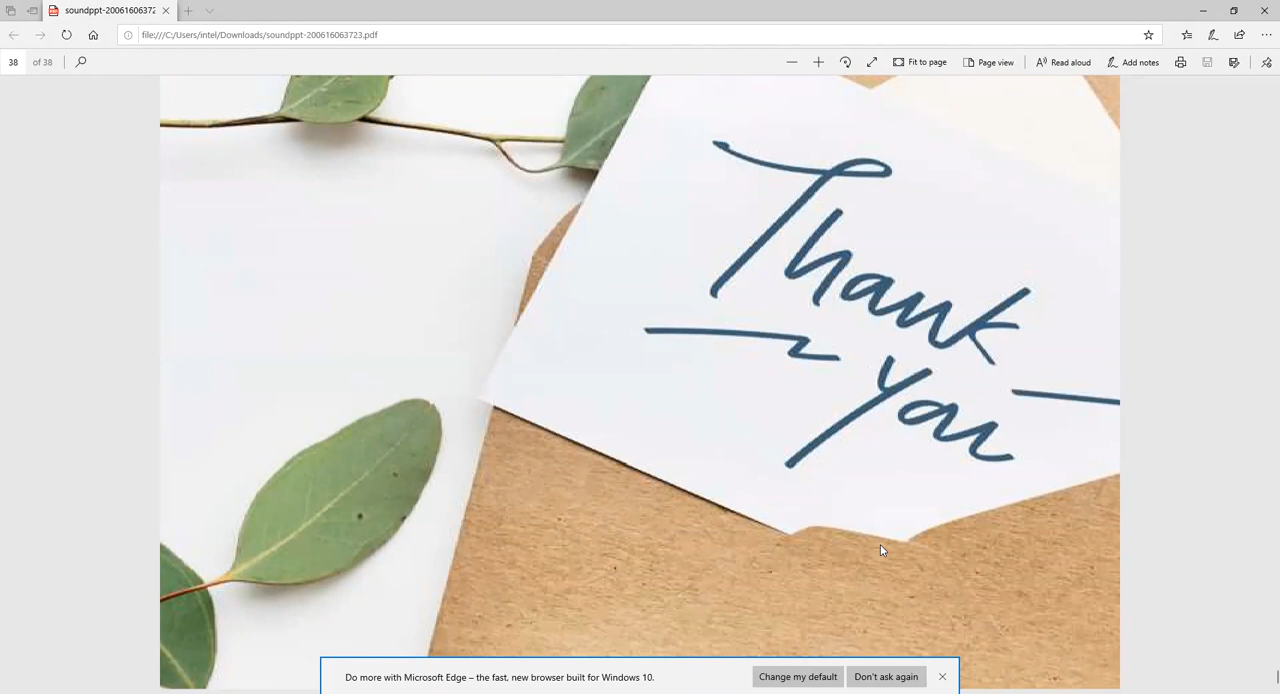 soundppt-200616063723
file:///C:/Users/intel/Downloads/soundppt-200616063723.pdf
38 of 38 Fit to page Page view Read aloud Add notes
Thank
you
Do more with Microsoft Edge – the fast, new browser built for Windows 10. Change my default Don't ask again